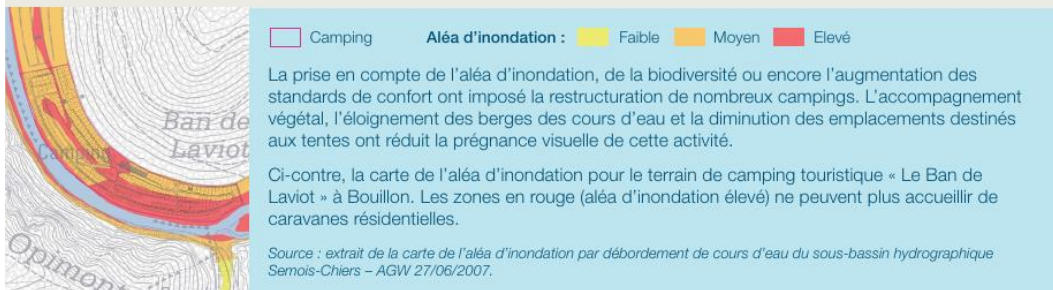 Camping Aléa d'inondation : Faible Moyen Elevé
La prise en compte de l'aléa d'inondation, de la biodiversité ou encore l'augmentation des
standards de confort ont imposé la restructuration de nombreux campings. L'accompagnement
végétal, l'éloignement des berges des cours d'eau et la diminution des emplacements destinés
aux tentes ont réduit la prégnance visuelle de cette activité.
Ci-contre, la carte de l'aléa d'inondation pour le terrain de camping touristique « Le Ban de
Laviot » à Bouillon. Les zones en rouge (aléa d'inondation élevé) ne peuvent plus accueillir de
caravanes résidentielles.
Source : extrait de la carte de l'aléa d'inondation par débordement de cours d'eau du sous-bassin hydrographique
Semois-Chiers – AGW 27/06/2007.
Ban de
Laviot
Camping
Opimont